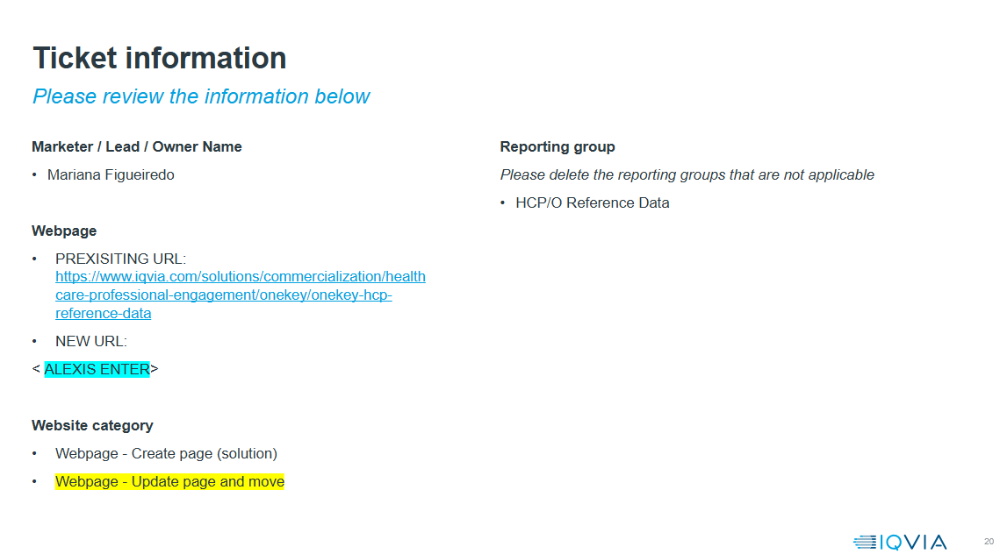 Ticket information
Please review the information below
Marketer / Lead / Owner Name
• Mariana Figueiredo
Webpage
• PREXISITING URL:
https://www.iqvia.com/solutions/commercialization/health
care-professional-engagement/onekey/onekey-hcp-
reference-data
• NEW URL:
< ALEXIS ENTER>
Website category
• Webpage - Create page (solution)
• Webpage - Update page and move
Reporting group
Please delete the reporting groups that are not applicable
• HCP/O Reference Data
IQVIA
20